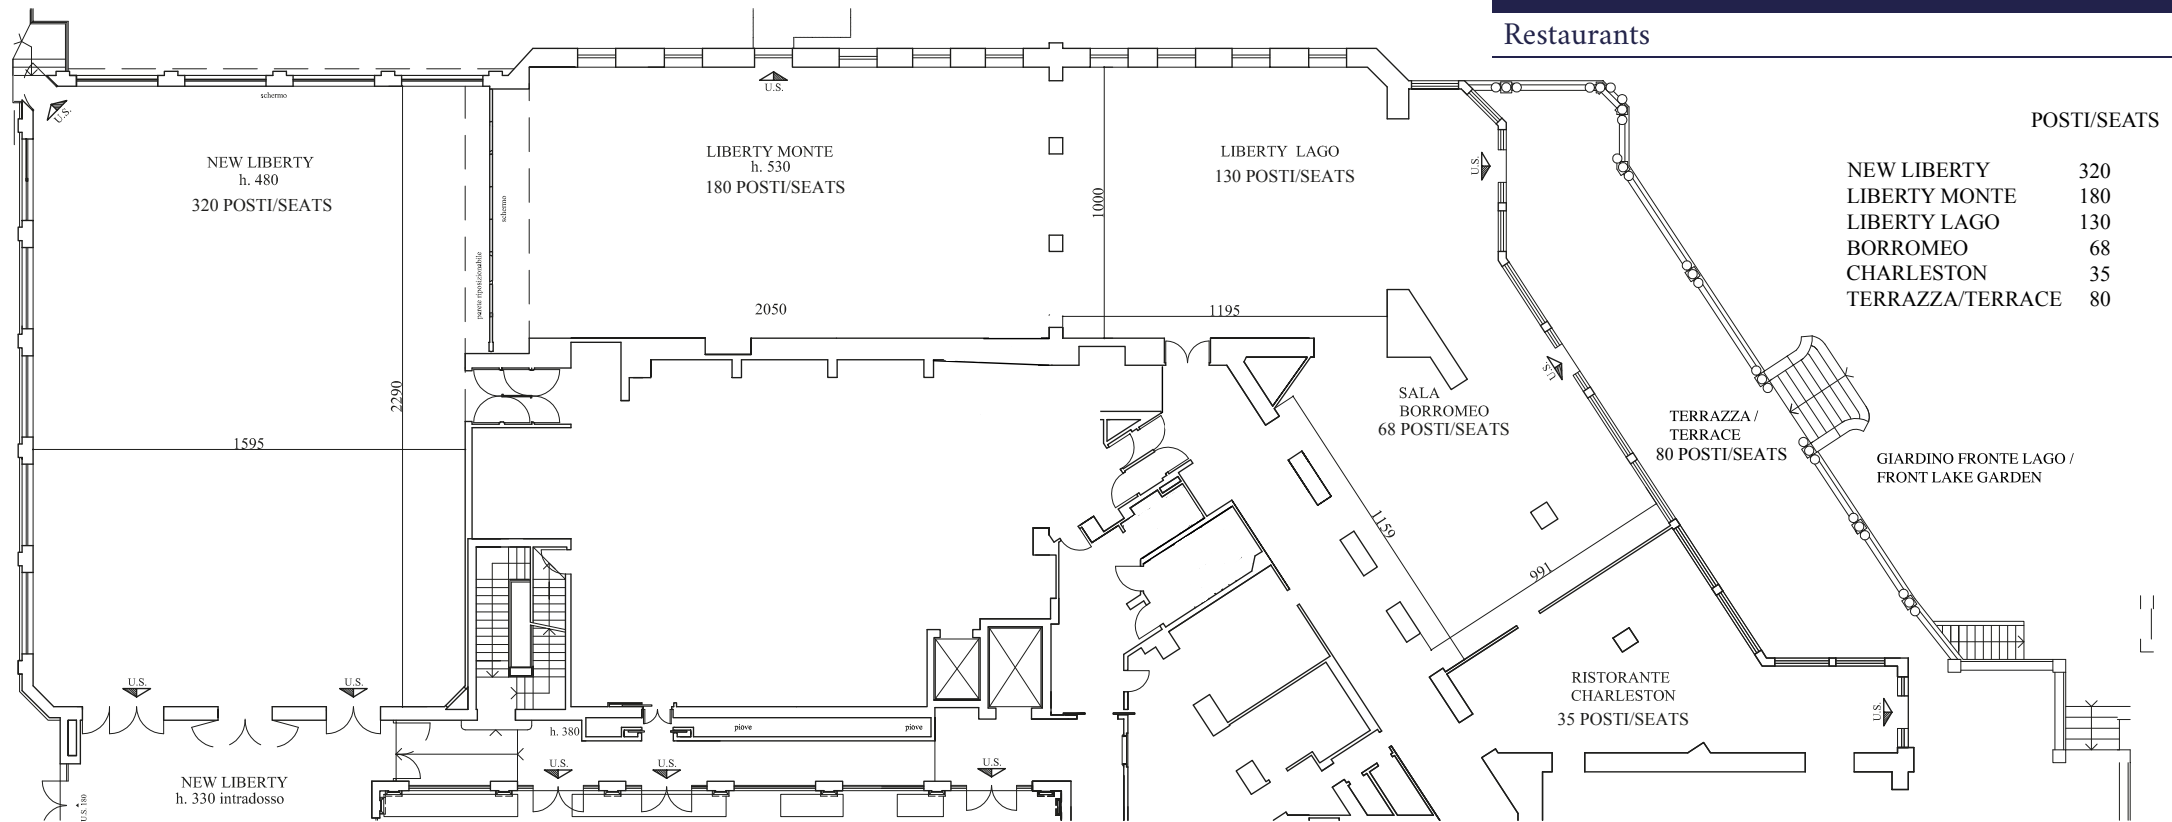 Restaurants
POSTI/SEATS
NEW LIBERTY 320
LIBERTY MONTE 180
LIBERTY LAGO 130
BORROMEO 68
CHARLESTON 35
TERRAZZA/TERRACE 80
schermo
U.S.
NEW LIBERTY
h. 480
320 POSTI/SEATS
schermo
parete riposizionabile
2290
1595
U.S.
LIBERTY MONTE
h. 530
180 POSTI/SEATS
2050
LIBERTY LAGO
130 POSTI/SEATS
1000
1195
U.S.
U.S.
SALA
BORROMEO
68 POSTI/SEATS
1159
991
TERRAZZA /
TERRACE
80 POSTI/SEATS
GIARDINO FRONTE LAGO /
FRONT LAKE GARDEN
RISTORANTE
CHARLESTON
35 POSTI/SEATS
U.S.
U.S.
U.S.
h. 380
piove
piove
U.S.
U.S.
U.S.
NEW LIBERTY
h. 330 intradosso
U.S. 180